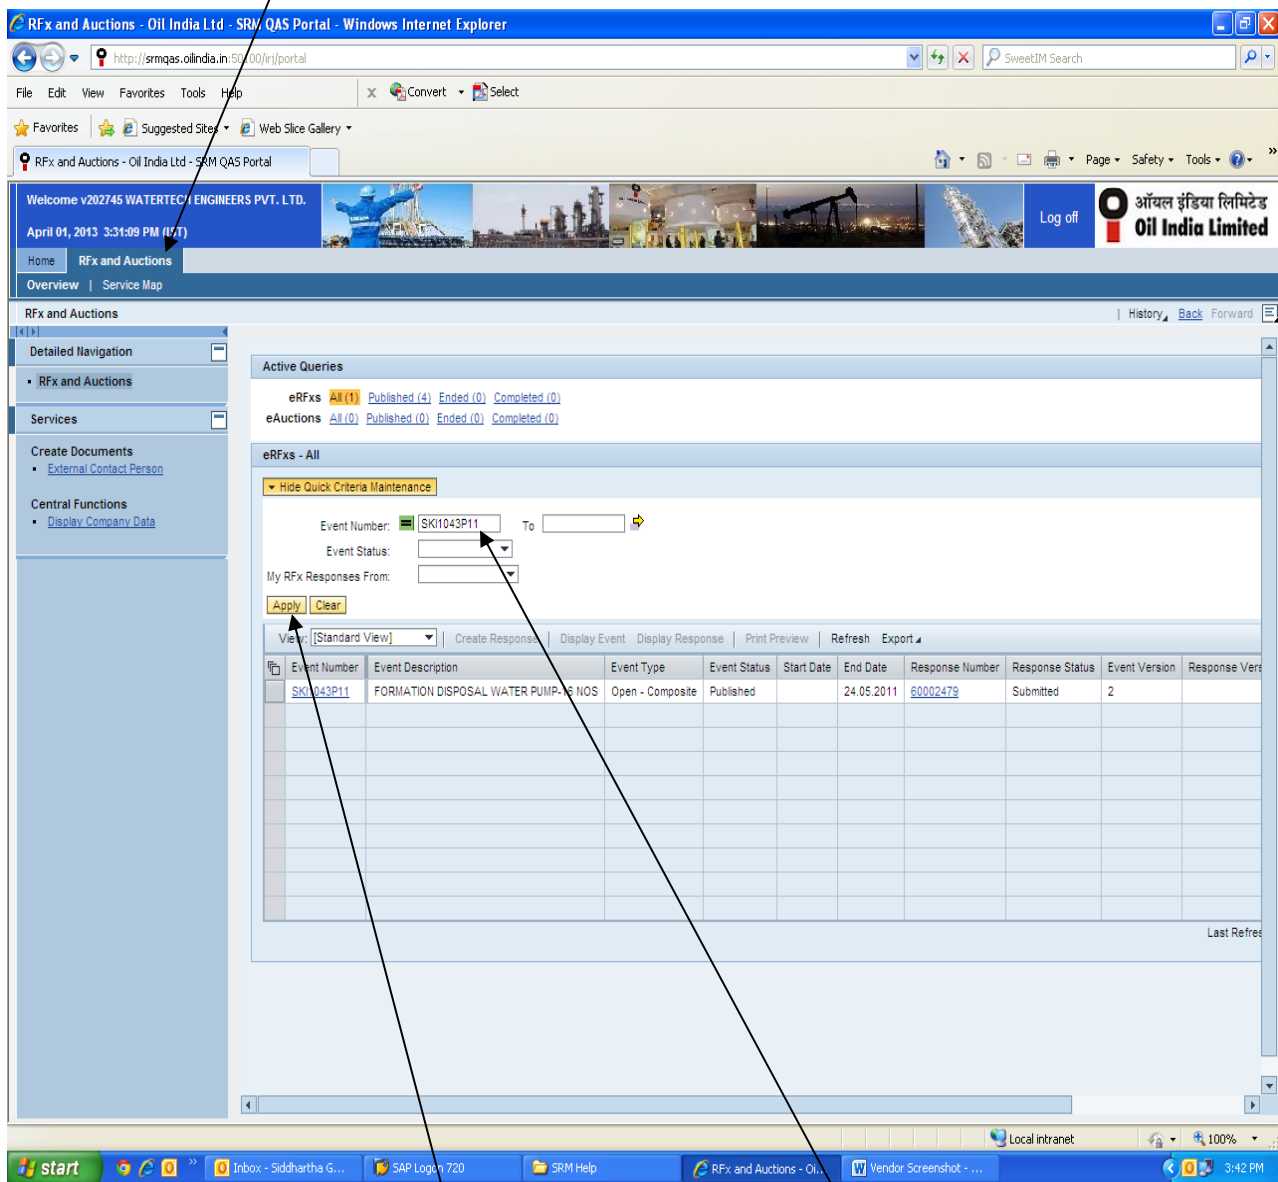 RFx and Auctions - Oil India Ltd - SRM QAS Portal - Windows Internet Explorer
http://srmqas.oilindia.in:50100/irj/portal
SweetIM Search
File Edit View Favorites Tools Help
x Convert Select
Favorites Suggested Sites Web Slice Gallery
RFx and Auctions - Oil India Ltd - SRM QAS Portal
Page Safety Tools »
Welcome v202745 WATERTECH ENGINEERS PVT. LTD.
April 01, 2013 3:31:09 PM (IST)
Log off
ऑयल इंडिया लिमिटेड
Oil India Limited
Home RFx and Auctions
Overview | Service Map
RFx and Auctions
| History Back Forward
Detailed Navigation
RFx and Auctions
Services
Create Documents
External Contact Person
Central Functions
Display Company Data
Active Queries
eRFxs All (1) Published (4) Ended (0) Completed (0)
eAuctions All (0) Published (0) Ended (0) Completed (0)
eRFxs - All
Hide Quick Criteria Maintenance
Event Number: SKI1043P11 To
Event Status:
My RFx Responses From:
Apply Clear
View: [Standard View] | Create Response | Display Event Display Response | Print Preview | Refresh Export
Event Number Event Description Event Type Event Status Start Date End Date Response Number Response Status Event Version Response Vers
SKI1043P11 FORMATION DISPOSAL WATER PUMP-16 NOS Open - Composite Published 24.05.2011 60002479 Submitted 2
Last Refres
Local intranet 100%
start » Inbox - Siddhartha G... SAP Logon 720 SRM Help RFx and Auctions - Oi... Vendor Screenshot - ... 3:42 PM